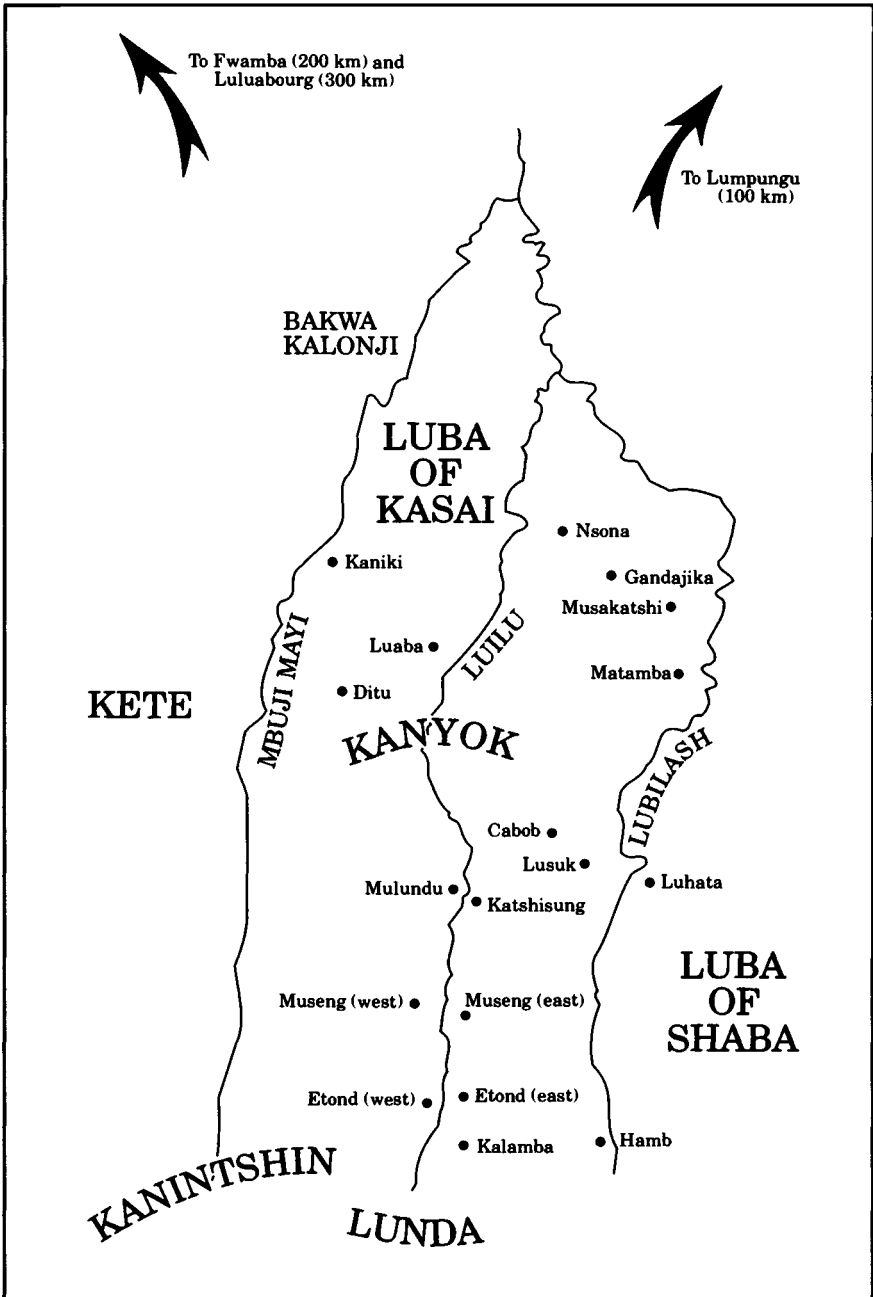 To Fwamba (200 km) and
Luluabourg (300 km)
To Lumpungu
(100 km)
BAKWA
KALONJI
LUBA
OF
KASAI
Nsona
Kaniki
Gandajika
Musakatshi
MBUJI MAYI
LUILU
Luaba
Matamba
KETE
Ditu
KANYOK
LUBILASH
Cabob
Lusuk
Mulundu
Luhata
Katshisung
LUBA
OF
SHABA
Museng (west)
Museng (east)
Etond (west)
Etond (east)
Kalamba
Hamb
KANINTSHIN
LUNDA